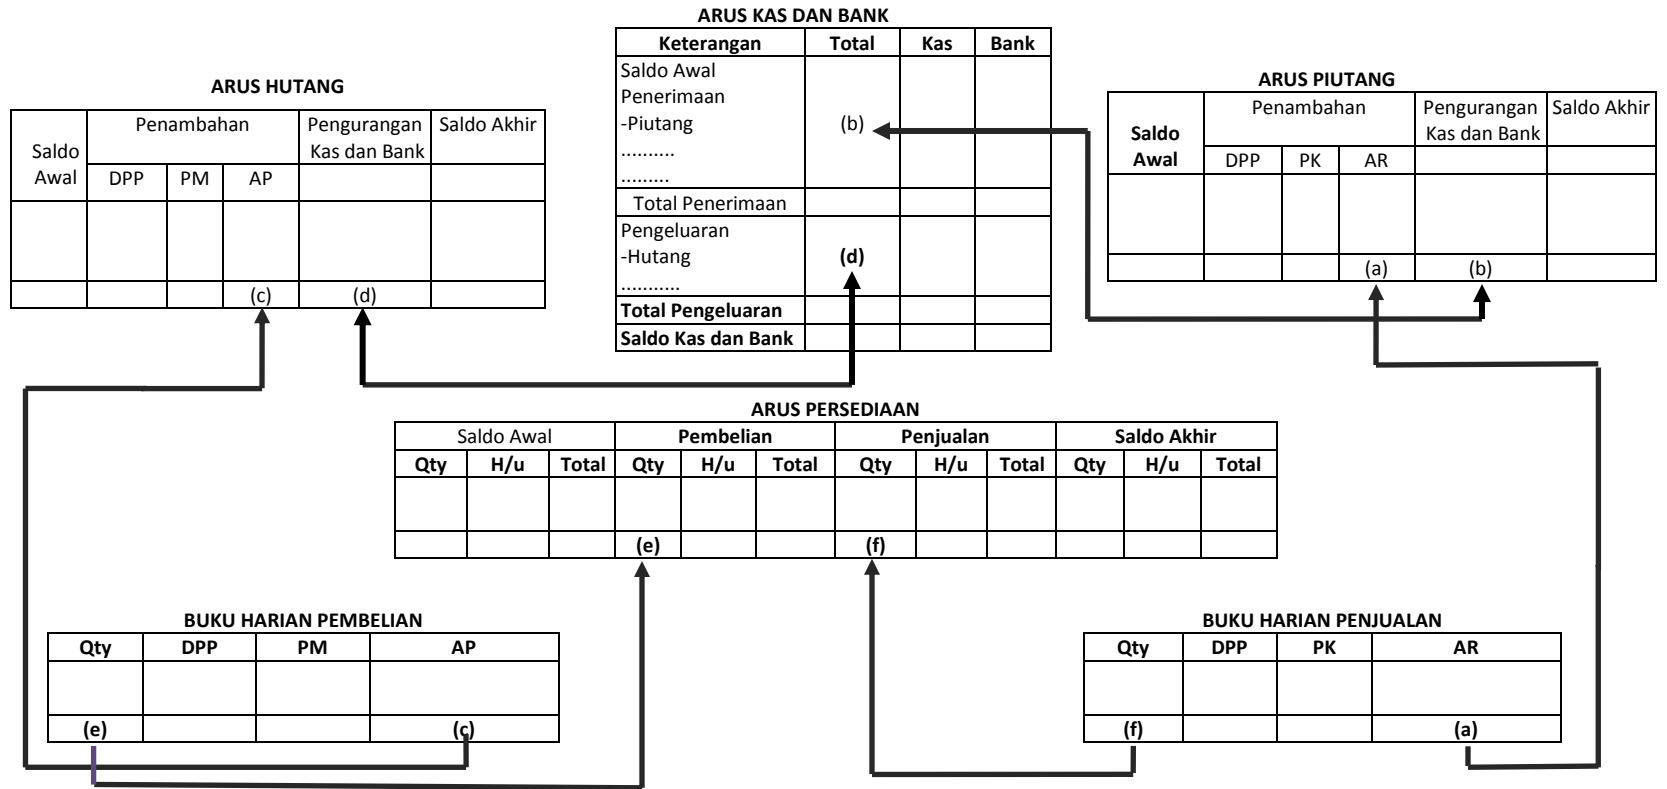 ARUS KAS DAN BANK
Keterangan Total Kas Bank
Saldo Awal
Penerimaan
-Piutang (b)
..........
.........
Total Penerimaan
Pengeluaran
-Hutang (d)
...........
Total Pengeluaran
Saldo Kas dan Bank
ARUS HUTANG
Saldo Awal
Penambahan
Pengurangan
Kas dan Bank
Saldo Akhir
DPP PM AP
(c) (d)
ARUS PIUTANG
Saldo
Awal
Penambahan
Pengurangan
Kas dan Bank
Saldo Akhir
DPP PK AR
(a) (b)
ARUS PERSEDIAAN
Saldo Awal Pembelian Penjualan Saldo Akhir
Qty H/u Total Qty H/u Total Qty H/u Total Qty H/u Total
(e) (f)
BUKU HARIAN PEMBELIAN
Qty DPP PM AP
(e) (c)
BUKU HARIAN PENJUALAN
Qty DPP PK AR
(f) (a)